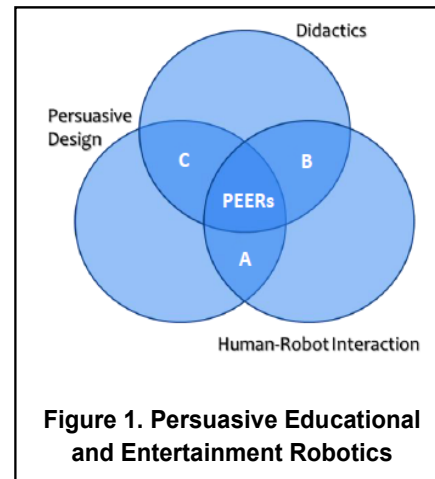 Didactics
Persuasive
Design
C
B
PEERs
A
Human-Robot Interaction
Figure 1. Persuasive Educational
and Entertainment Robotics